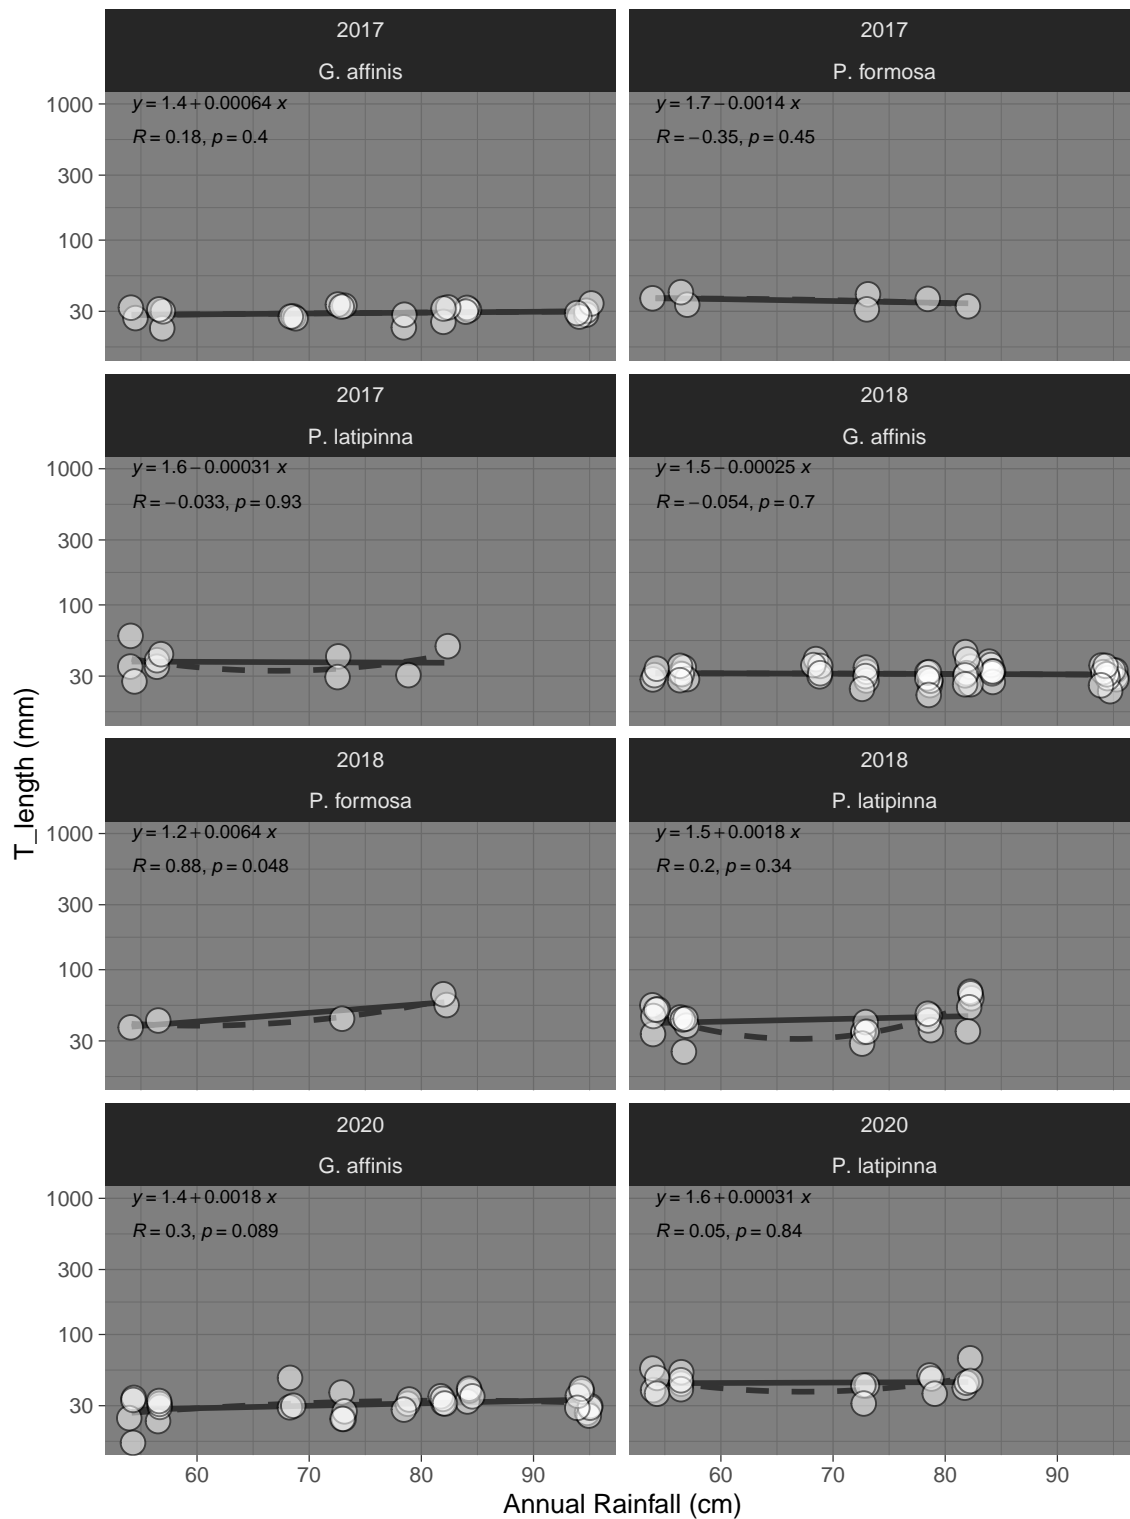 2017
G. affinis
y = 1.4 + 0.00064 x
R = 0.18, p = 0.4
2017
P. formosa
y = 1.7 − 0.0014 x
R = −0.35, p = 0.45
1000
300
100
30
2017
P. latipinna
y = 1.6 − 0.00031 x
R = −0.033, p = 0.93
2018
G. affinis
y = 1.5 − 0.00025 x
R = −0.054, p = 0.7
1000
300
100
30
2018
P. formosa
y = 1.2 + 0.0064 x
R = 0.88, p = 0.048
2018
P. latipinna
y = 1.5 + 0.0018 x
R = 0.2, p = 0.34
1000
300
100
30
2020
G. affinis
y = 1.4 + 0.0018 x
R = 0.3, p = 0.089
2020
P. latipinna
y = 1.6 + 0.00031 x
R = 0.05, p = 0.84
1000
300
100
30
60 70 80 90
60 70 80 90
Annual Rainfall (cm)
T_length (mm)